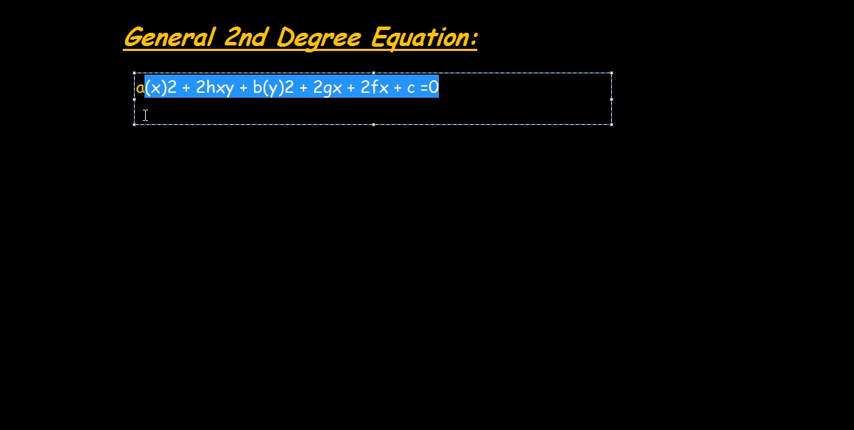 General 2nd Degree Equation:
a(x)2 + 2hxy + b(y)2 + 2gx + 2fx + c =0